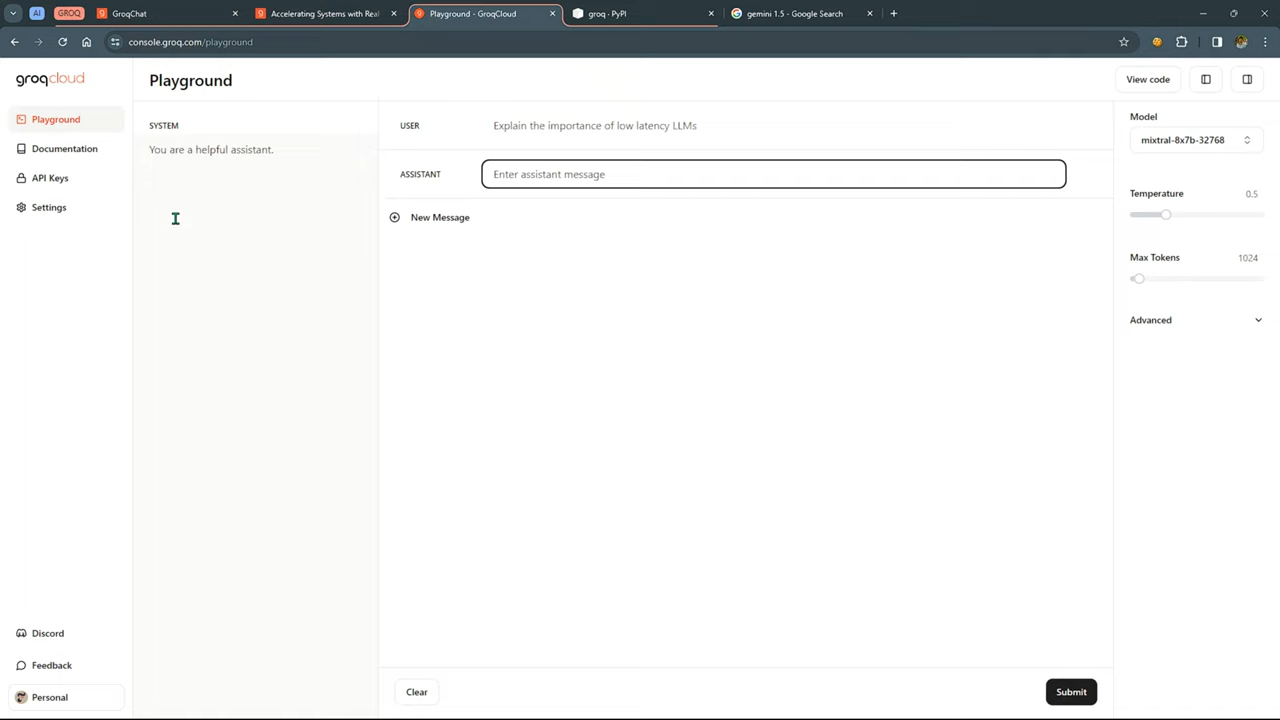 AI
GROQ
GroqChat
Accelerating Systems with Real
Playground - GroqCloud
groq · PyPI
gemini 1.5 - Google Search
console.groq.com/playground
groqcloud
Playground
Documentation
API Keys
Settings
Discord
Feedback
Personal
Playground
View code
SYSTEM
You are a helpful assistant.
USER
Explain the importance of low latency LLMs
ASSISTANT
Enter assistant message
New Message
Clear
Submit
Model
mixtral-8x7b-32768
Temperature 0.5
Max Tokens 1024
Advanced